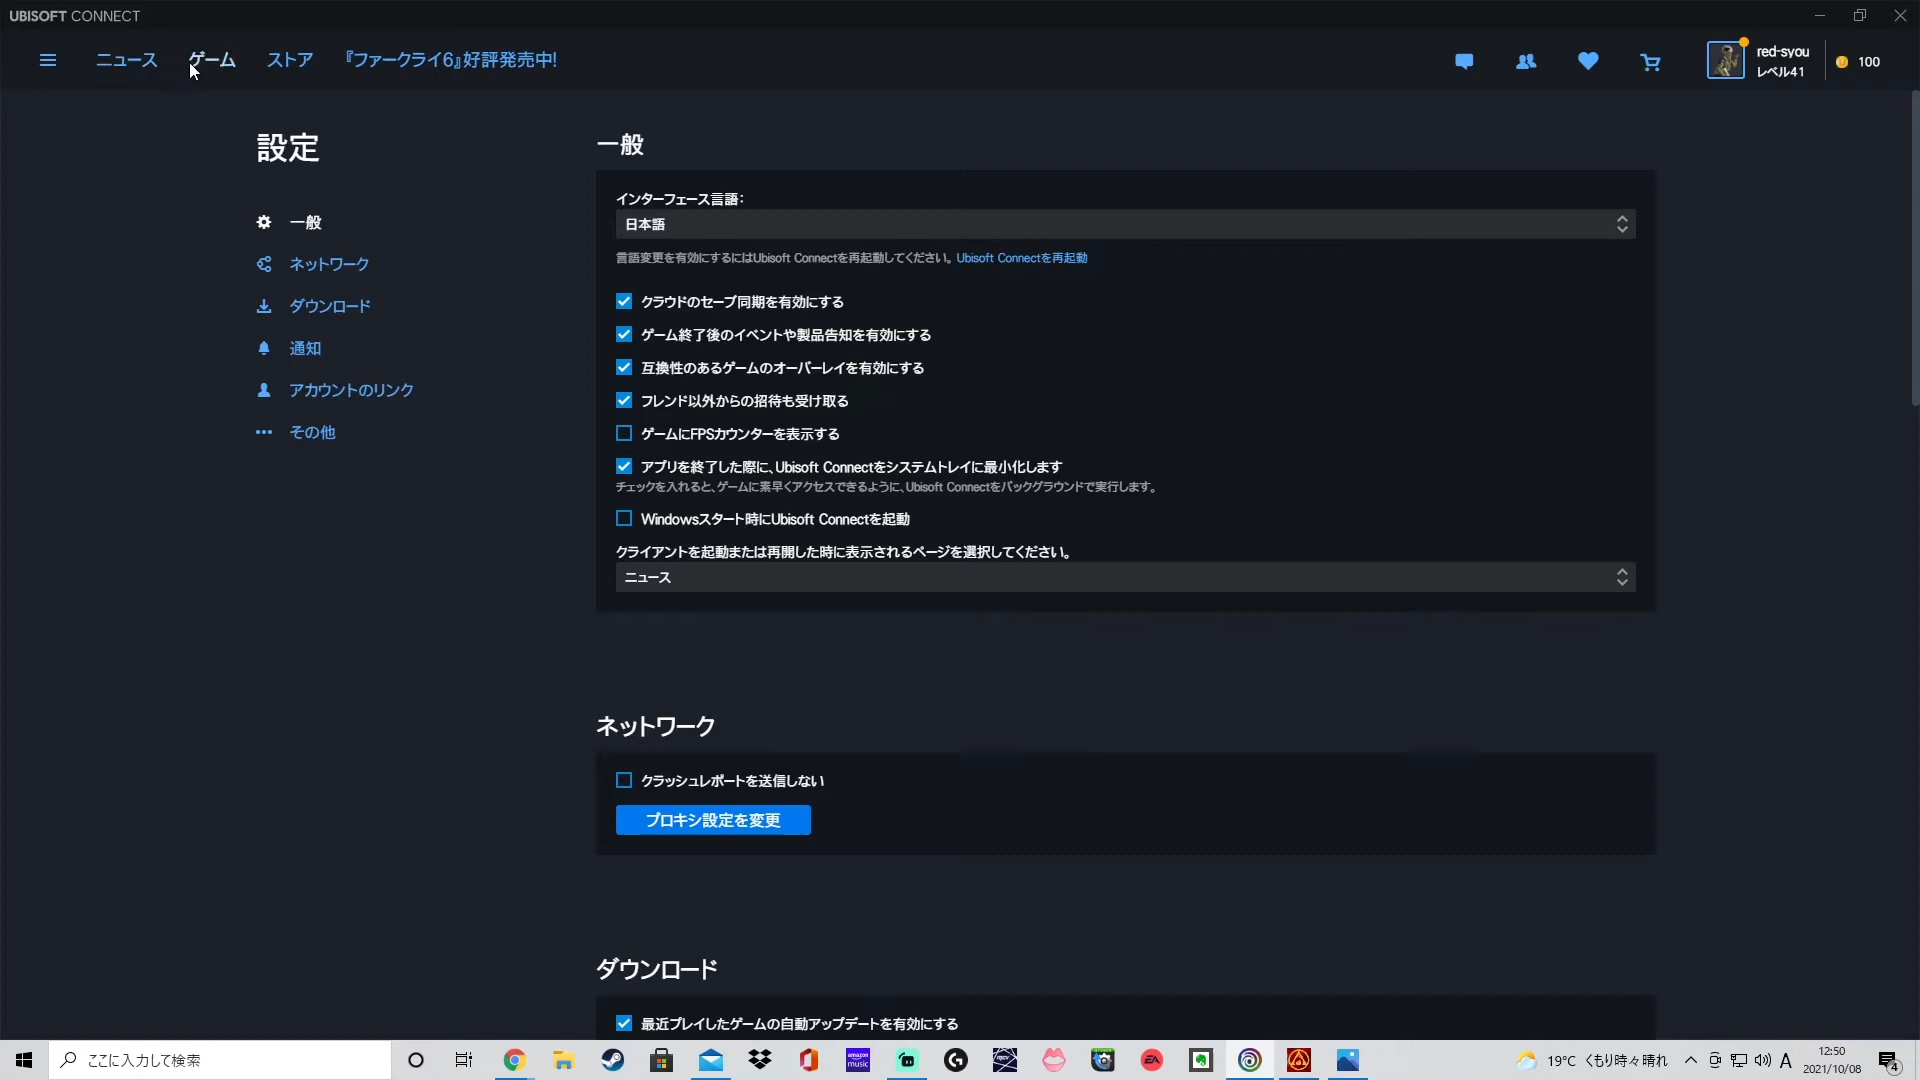 UBISOFT CONNECT
ニュース
ゲーム
ストア
『ファークライ6』好評発売中!
red-syou
レベル41
100
設定
一般
ネットワーク
ダウンロード
通知
アカウントのリンク
その他
一般
インターフェース言語:
日本語
言語変更を有効にするにはUbisoft Connectを再起動してください。 Ubisoft Connectを再起動
クラウドのセーブ同期を有効にする
ゲーム終了後のイベントや製品告知を有効にする
互換性のあるゲームのオーバーレイを有効にする
フレンド以外からの招待も受け取る
ゲームにFPSカウンターを表示する
アプリを終了した際に、Ubisoft Connectをシステムトレイに最小化します
チェックを入れると、ゲームに素早くアクセスできるように、Ubisoft Connectをバックグラウンドで実行します。
Windowsスタート時にUbisoft Connectを起動
クライアントを起動または再開した時に表示されるページを選択してください。
ニュース
ネットワーク
クラッシュレポートを送信しない
プロキシ設定を変更
ダウンロード
最近プレイしたゲームの自動アップデートを有効にする
ここに入力して検索
amazon music
EA
19°C くもり時々晴れ
A
12:50
2021/10/08
4